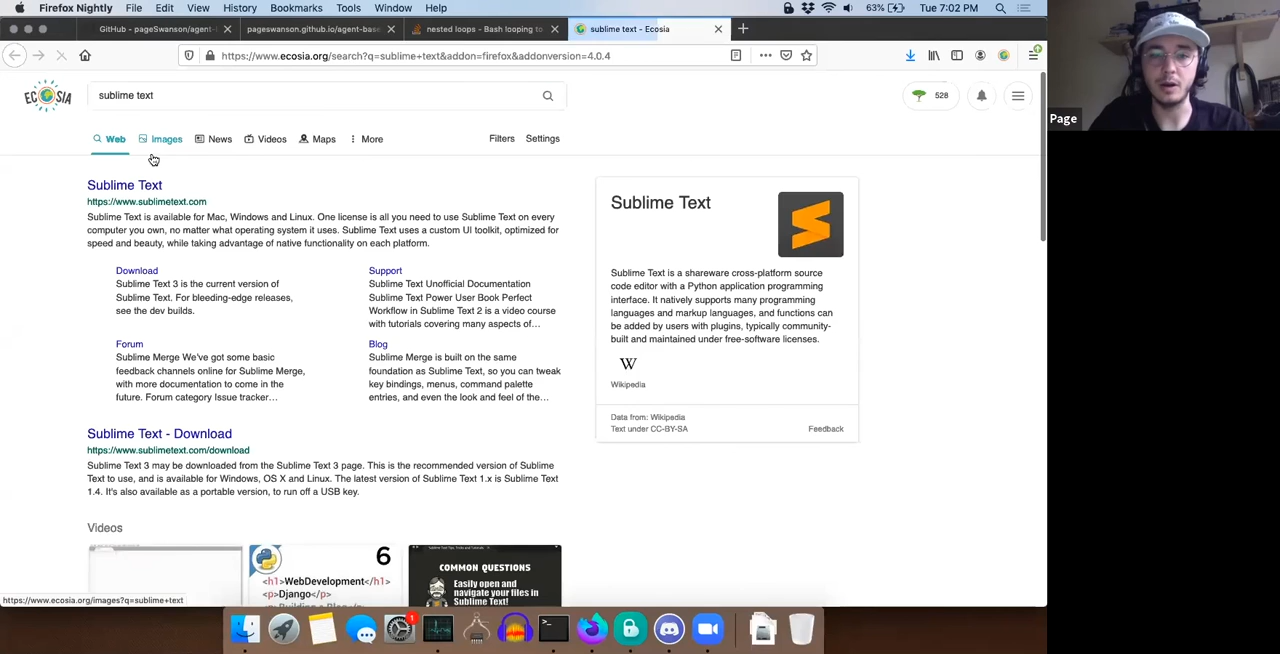 Firefox Nightly File Edit View History Bookmarks Tools Window Help 63% Tue 7:02 PM
GitHub - pageSwanson/agent-
pageswanson.github.io/agent-base
nested loops - Bash looping to
sublime text - Ecosia
https://www.ecosia.org/search?q=sublime+text&addon=firefox&addonversion=4.0.4
ECOSIA
sublime text
528
Web Images News Videos Maps More Filters Settings
Sublime Text
https://www.sublimetext.com
Sublime Text is available for Mac, Windows and Linux. One license is all you need to use Sublime Text on every
computer you own, no matter what operating system it uses. Sublime Text uses a custom UI toolkit, optimized for
speed and beauty, while taking advantage of native functionality on each platform.
Download
Sublime Text 3 is the current version of
Sublime Text. For bleeding-edge releases,
see the dev builds.
Support
Sublime Text Unofficial Documentation
Sublime Text Power User Book Perfect
Workflow in Sublime Text 2 is a video course
with tutorials covering many aspects of…
Forum
Sublime Merge We've got some basic
feedback channels online for Sublime Merge,
with more documentation to come in the
future. Forum category Issue tracker…
Blog
Sublime Merge is built on the same
foundation as Sublime Text, so you can tweak
key bindings, menus, command palette
entries, and even the look and feel of the…
Sublime Text - Download
https://www.sublimetext.com/download
Sublime Text 3 may be downloaded from the Sublime Text 3 page. This is the recommended version of Sublime
Text to use, and is available for Windows, OS X and Linux. The latest version of Sublime Text 1.x is Sublime Text
1.4. It's also available as a portable version, to run off a USB key.
Videos
6
<h1>WebDevelopment</h1>
<p>Django</p>
COMMON QUESTIONS
Easily open and
navigate your files in
Sublime Text!
Sublime Text
Sublime Text is a shareware cross-platform source
code editor with a Python application programming
interface. It natively supports many programming
languages and markup languages, and functions can
be added by users with plugins, typically community-
built and maintained under free-software licenses.
W
Wikipedia
Data from: Wikipedia
Text under CC-BY-SA
Feedback
https://www.ecosia.org/images?q=sublime+text
1
Page